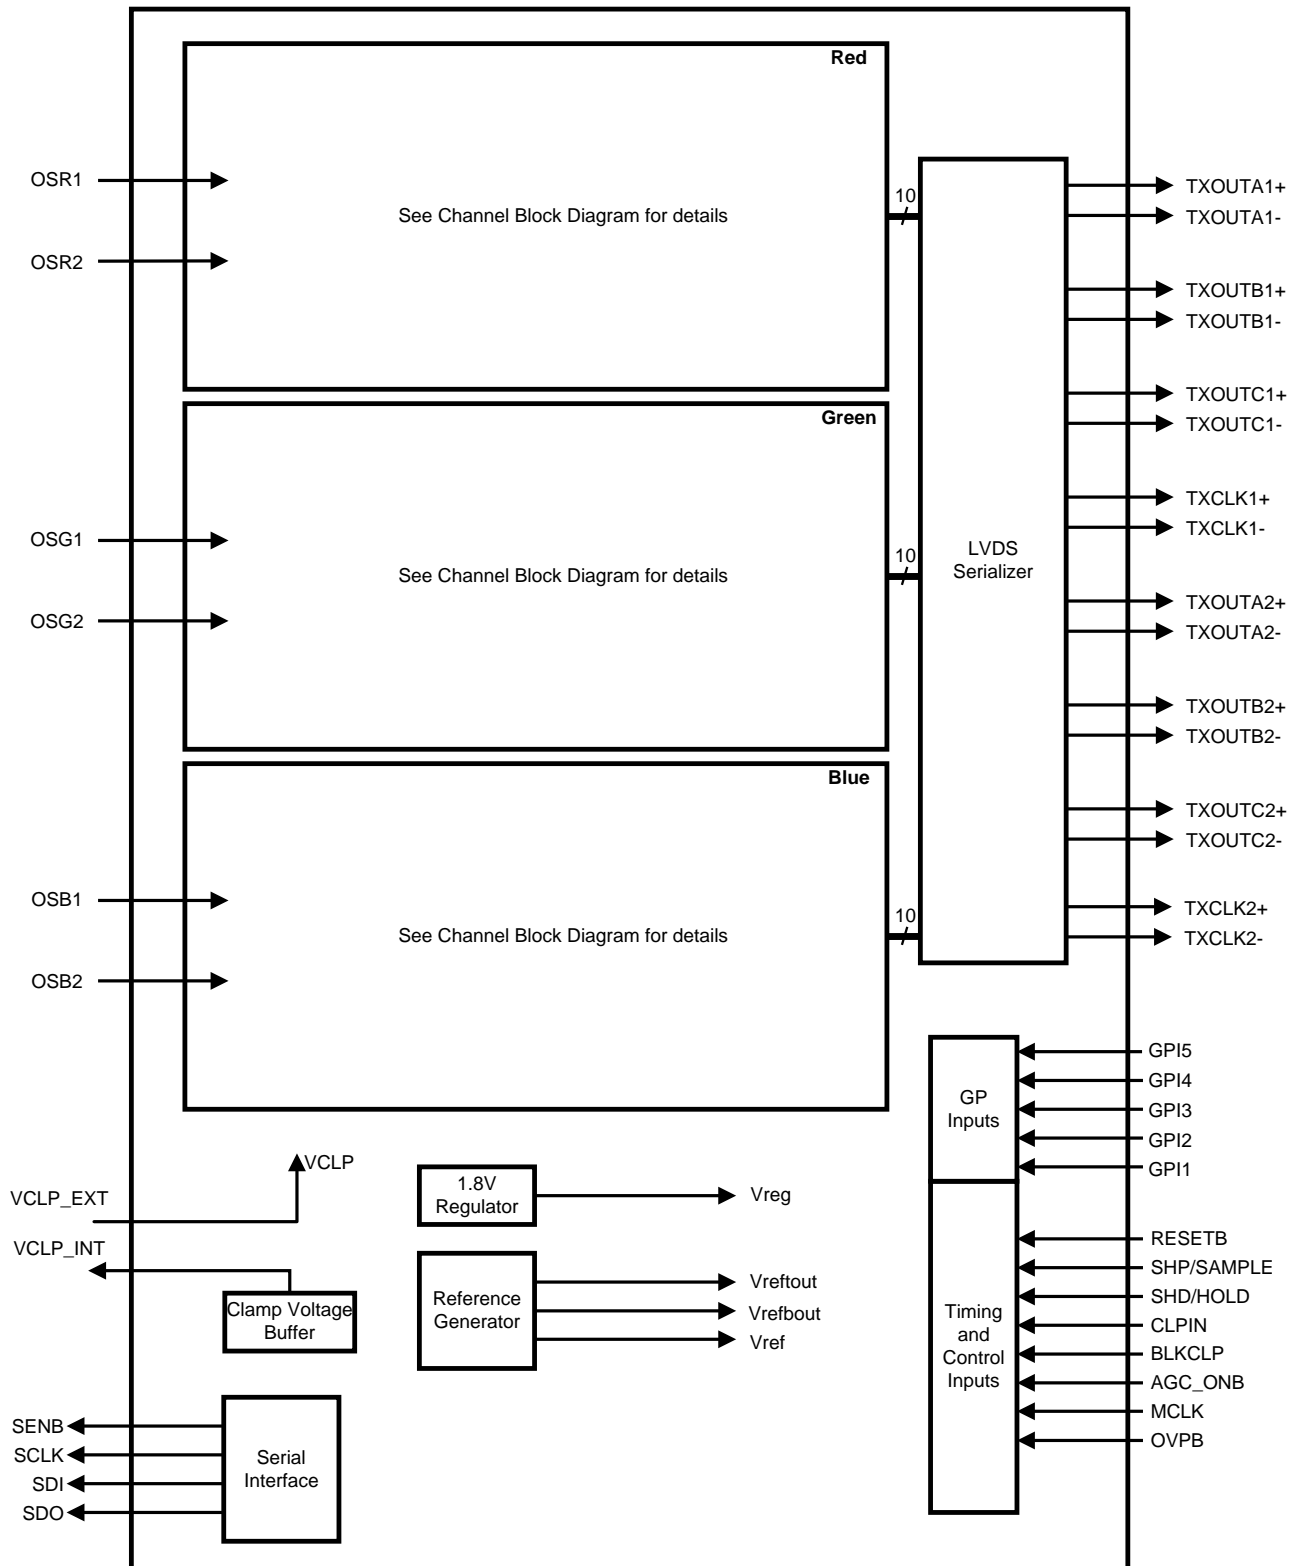 Red
OSR1
See Channel Block Diagram for details
OSR2
10
Green
OSG1
See Channel Block Diagram for details
OSG2
10
Blue
OSB1
See Channel Block Diagram for details
OSB2
10
LVDS
Serializer
TXOUTA1+
TXOUTA1-
TXOUTB1+
TXOUTB1-
TXOUTC1+
TXOUTC1-
TXCLK1+
TXCLK1-
TXOUTA2+
TXOUTA2-
TXOUTB2+
TXOUTB2-
TXOUTC2+
TXOUTC2-
TXCLK2+
TXCLK2-
GP
Inputs
GPI5
GPI4
GPI3
GPI2
GPI1
VCLP
VCLP_EXT
VCLP_INT
Clamp Voltage
Buffer
1.8V
Regulator
Vreg
Reference
Generator
Vreftout
Vrefbout
Vref
Timing
and
Control
Inputs
RESETB
SHP/SAMPLE
SHD/HOLD
CLPIN
BLKCLP
AGC_ONB
MCLK
OVPB
SENB
SCLK
SDI
SDO
Serial
Interface